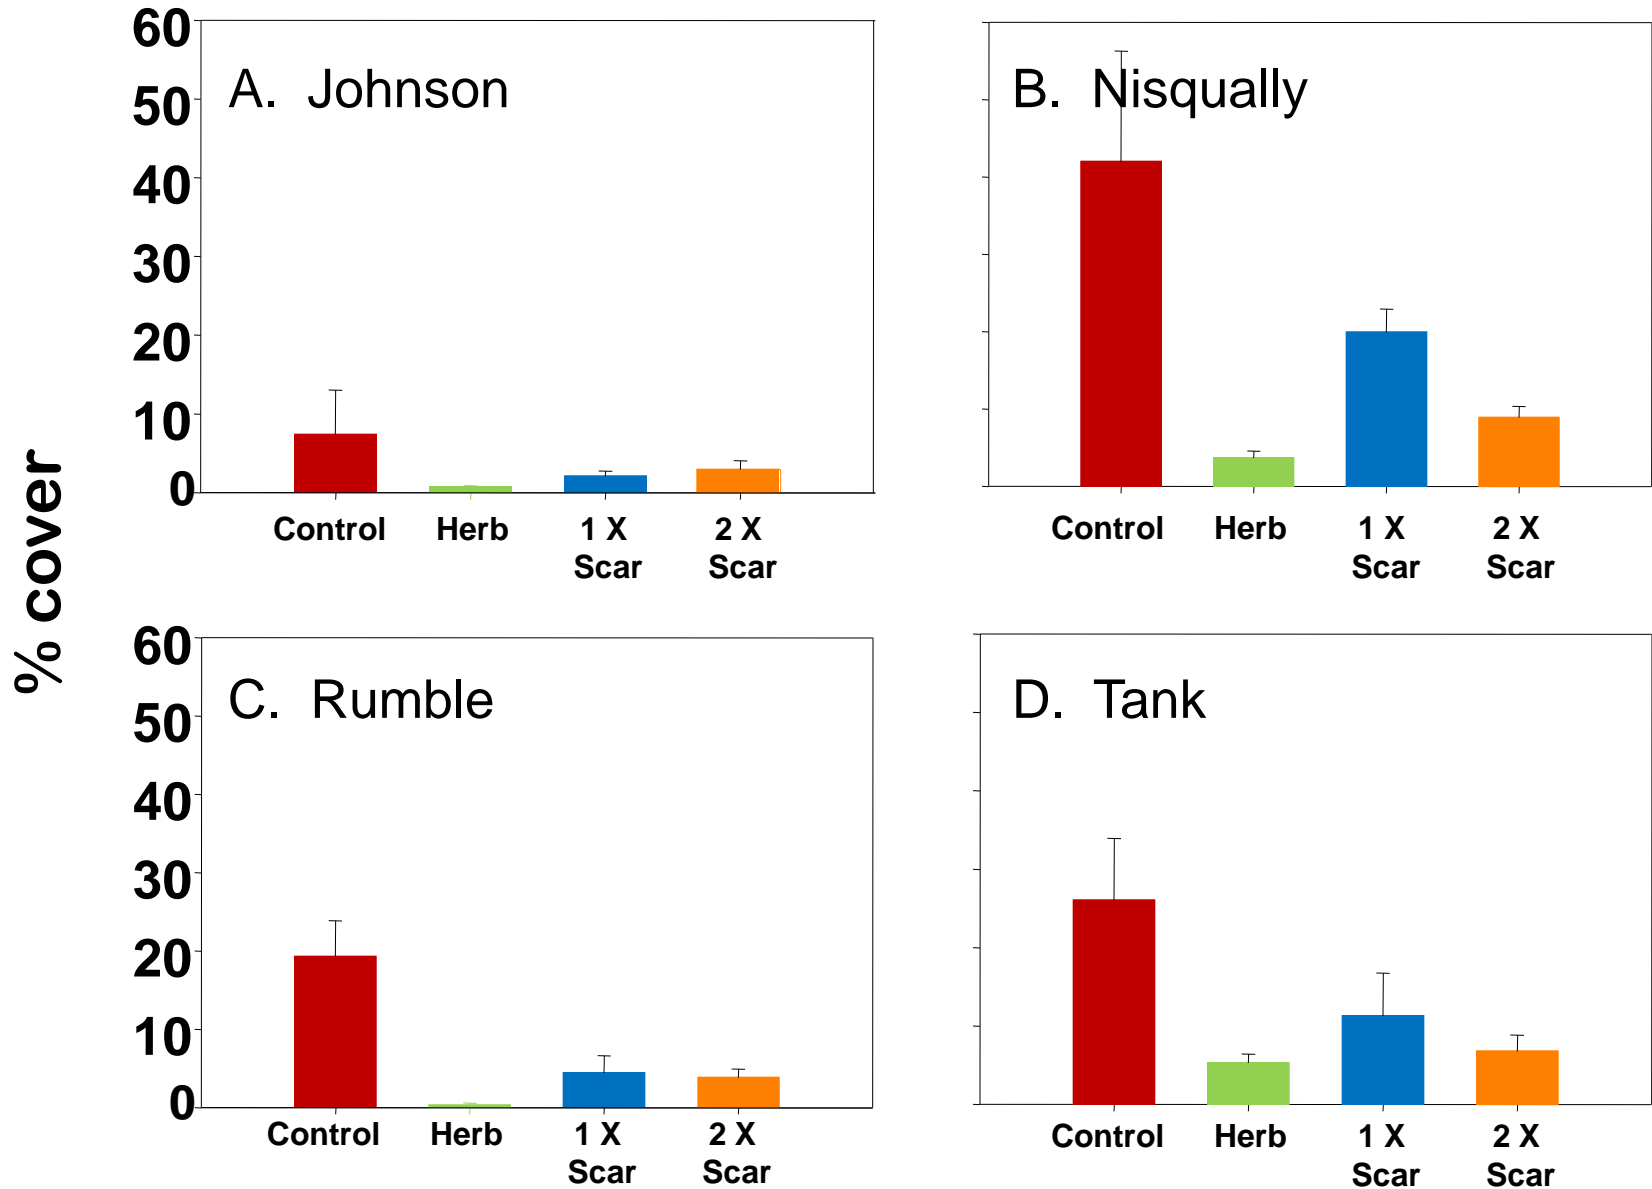 % cover
60
50
40
30
20
10
0
A. Johnson
Control
Herb
1 X
Scar
2 X
Scar
B. Nisqually
Control
Herb
1 X
Scar
2 X
Scar
60
50
40
30
20
10
0
C. Rumble
Control
Herb
1 X
Scar
2 X
Scar
D. Tank
Control
Herb
1 X
Scar
2 X
Scar